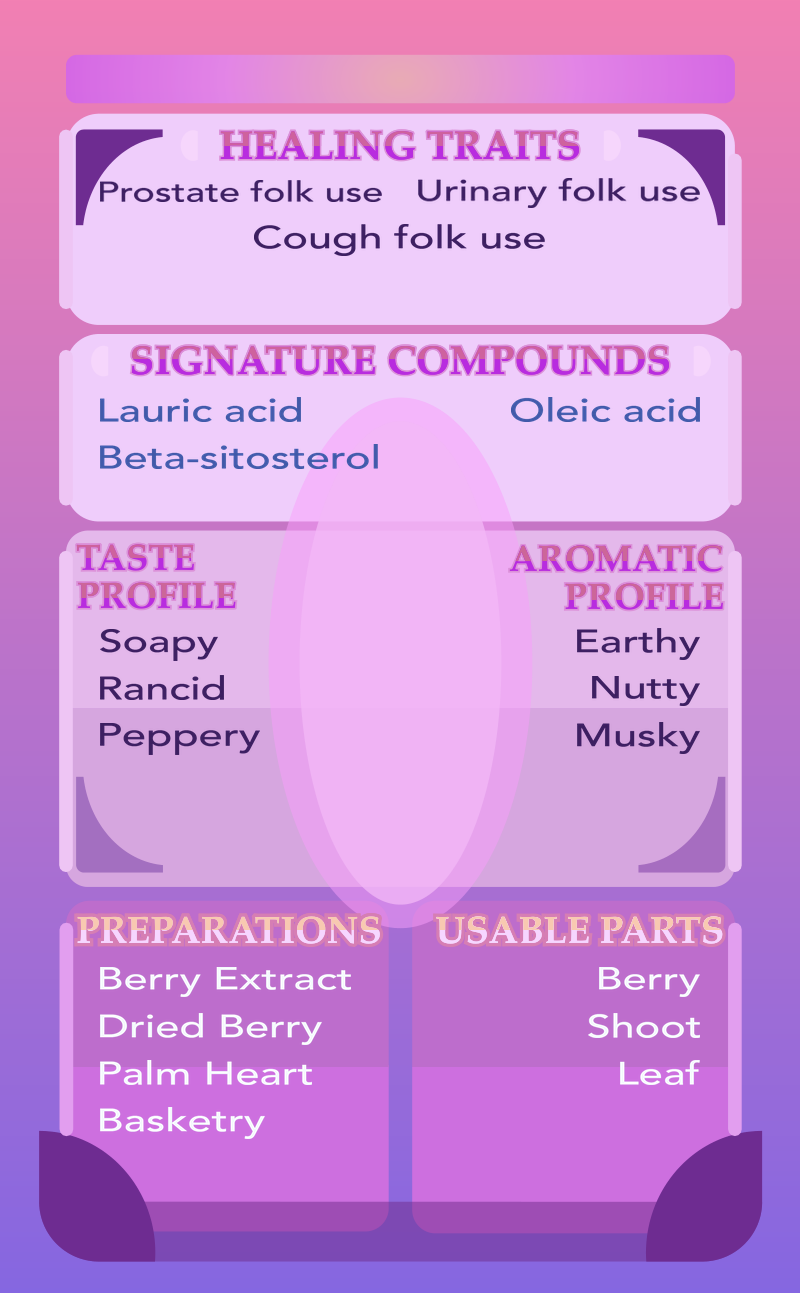 HEALING TRAITS
Prostate folk use Urinary folk use
Cough folk use
SIGNATURE COMPOUNDS
Lauric acid Oleic acid
Beta-sitosterol
TASTE
PROFILE
Soapy
Rancid
Peppery
AROMATIC
PROFILE
Earthy
Nutty
Musky
PREPARATIONS
Berry Extract
Dried Berry
Palm Heart
Basketry
USABLE PARTS
Berry
Shoot
Leaf